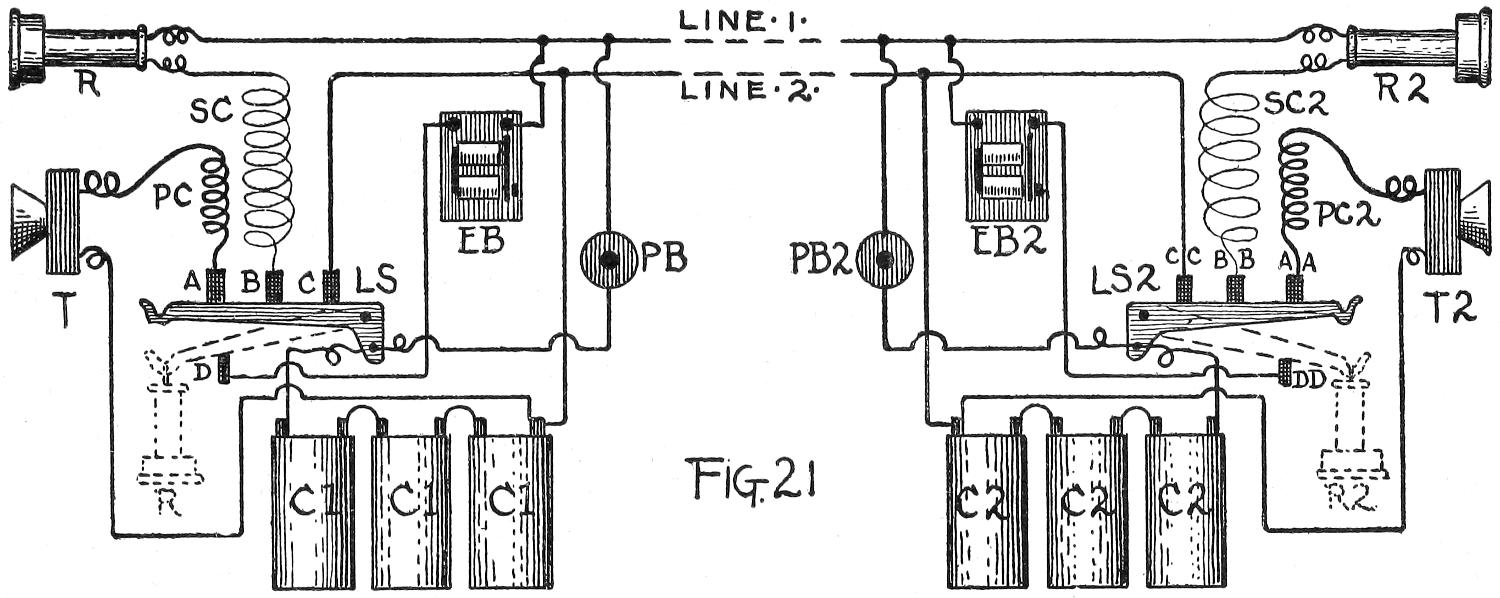 LINE·1·
LINE·2·
R
SC
PC
T
A B C LS
D
R
EB
PB
C1 C1 C1
FIG.21
R2
SC2
PC2
T2
EB2
PB2
LS2
C C B B A A
DD
R2
C2 C2 C2